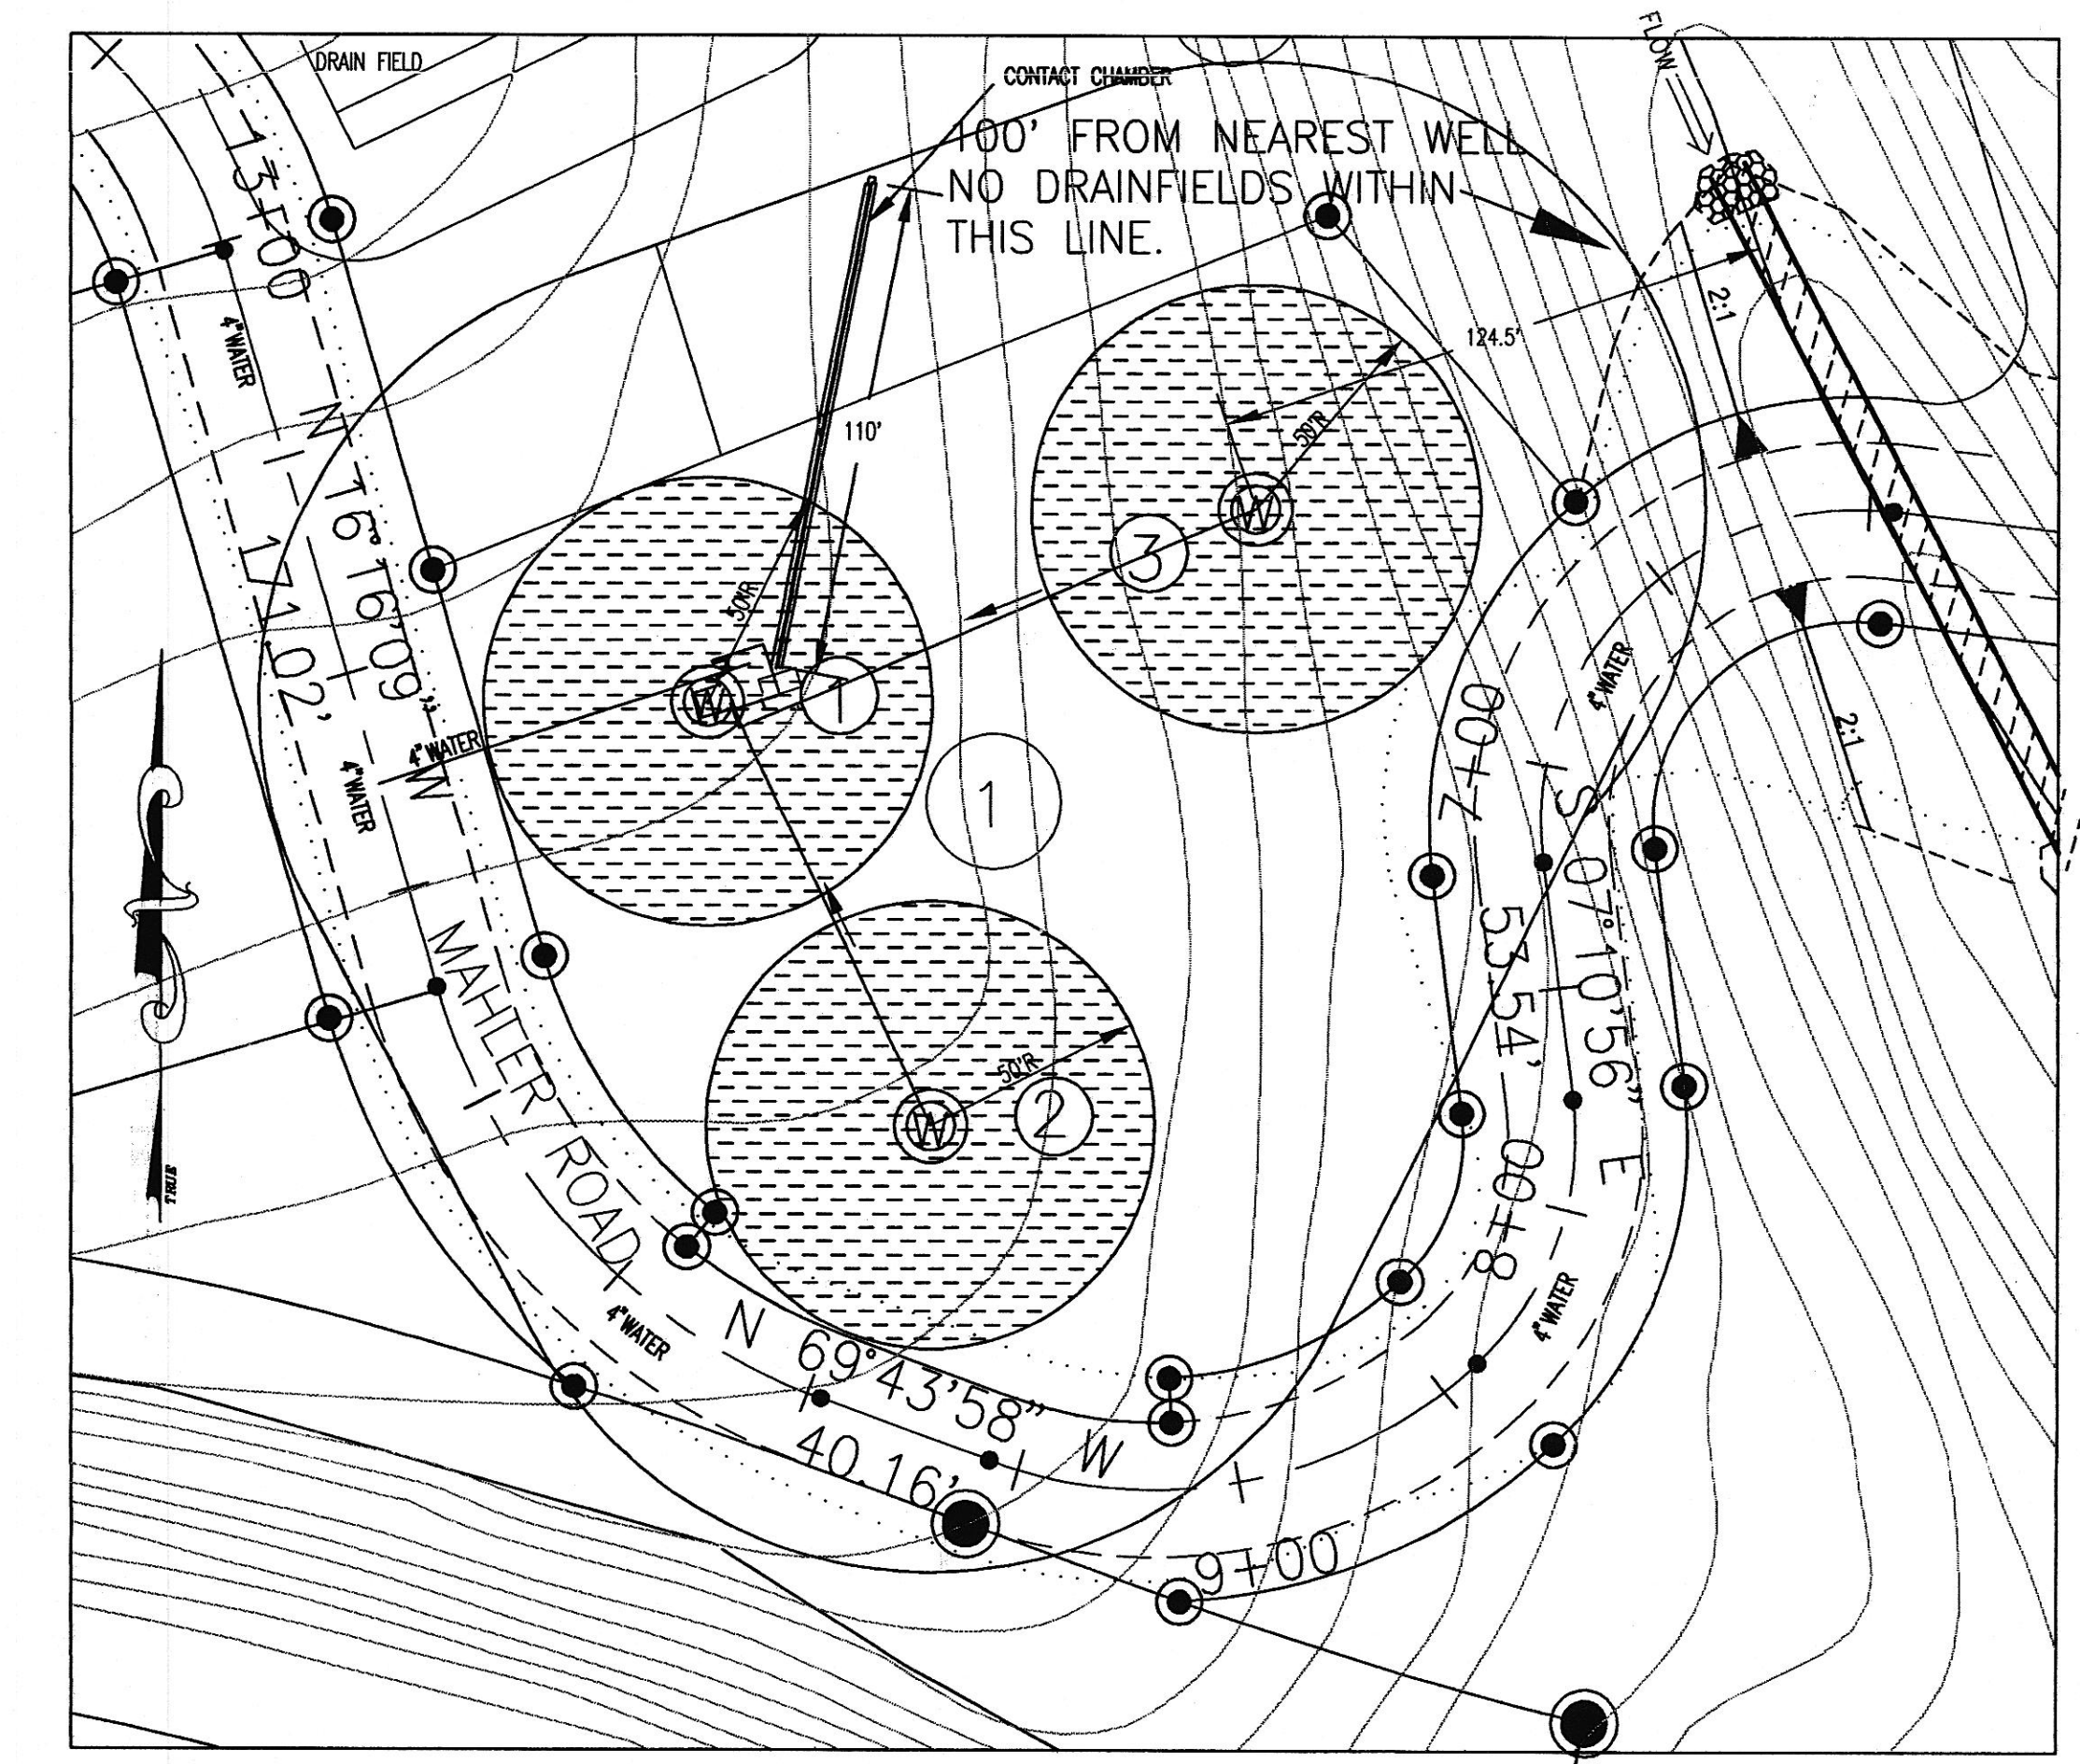 DRAIN FIELD
FLOW
CONTACT CHAMBER
100' FROM NEAREST WELL
NO DRAINFIELDS WITHIN
THIS LINE.
13+00
2:1
4"WATER
124.5'
50'R
110'
N 16°16'09" W
171.02'
W
3
50'R
W
1
4"WATER
4"WATER
4"WATER
7+00
2:1
1
S 07°10'56" E
53.54'
MAHLER ROAD
50'R
W
2
TRUE
8+00
4"WATER
4"WATER
N 69°43'58" W
40.16'
9+00